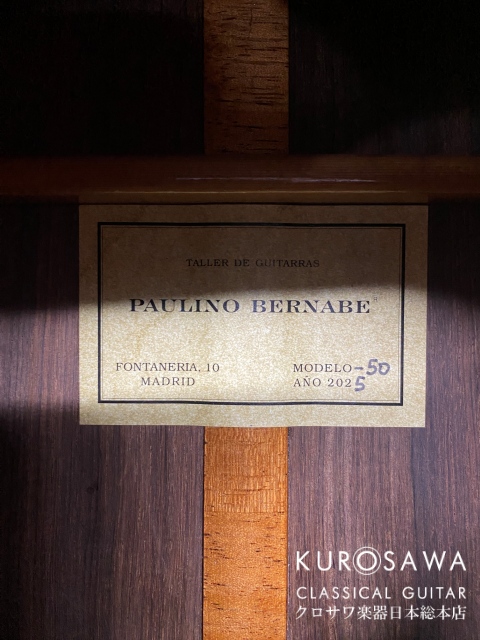 TALLER DE GUITARRAS
PAULINO BERNABE
FONTANERIA, 10
MADRID
MODELO -50
AÑO 2025
KUROSAWA
CLASSICAL GUITAR
クロサワ楽器日本総本店